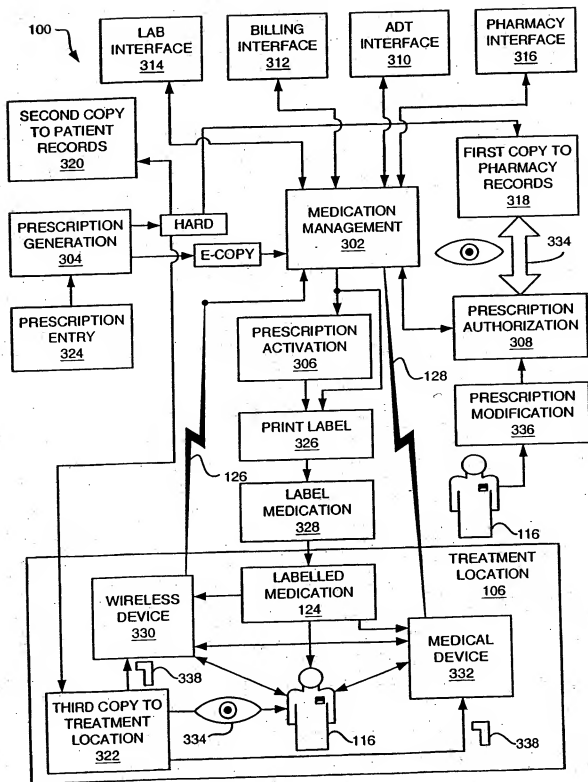 100
LAB
INTERFACE
314
BILLING
INTERFACE
312
ADT
INTERFACE
310
PHARMACY
INTERFACE
316
SECOND COPY
TO PATIENT
RECORDS
320
FIRST COPY TO
PHARMACY
RECORDS
318
HARD
MEDICATION
MANAGEMENT
302
PRESCRIPTION
GENERATION
304
E-COPY
334
PRESCRIPTION
ENTRY
324
PRESCRIPTION
ACTIVATION
306
PRESCRIPTION
AUTHORIZATION
308
128
PRINT LABEL
326
PRESCRIPTION
MODIFICATION
336
126
LABEL
MEDICATION
328
116
TREATMENT
LOCATION
106
WIRELESS
DEVICE
330
LABELLED
MEDICATION
124
MEDICAL
DEVICE
332
338
THIRD COPY TO
TREATMENT
LOCATION
322
334
116
338